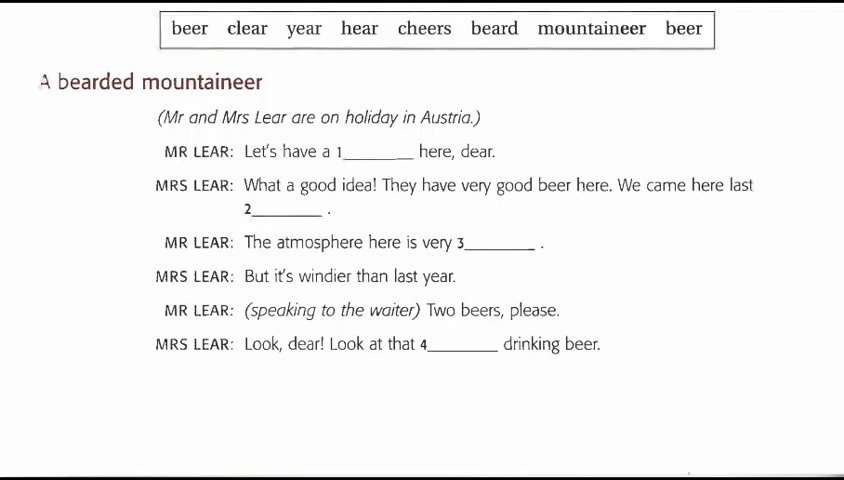 beer clear year hear cheers beard mountaineer beer
A bearded mountaineer
(Mr and Mrs Lear are on holiday in Austria.)
MR LEAR: Let's have a 1________ here, dear.
MRS LEAR: What a good idea! They have very good beer here. We came here last
2________ .
MR LEAR: The atmosphere here is very 3________ .
MRS LEAR: But it's windier than last year.
MR LEAR: (speaking to the waiter) Two beers, please.
MRS LEAR: Look, dear! Look at that 4________ drinking beer.